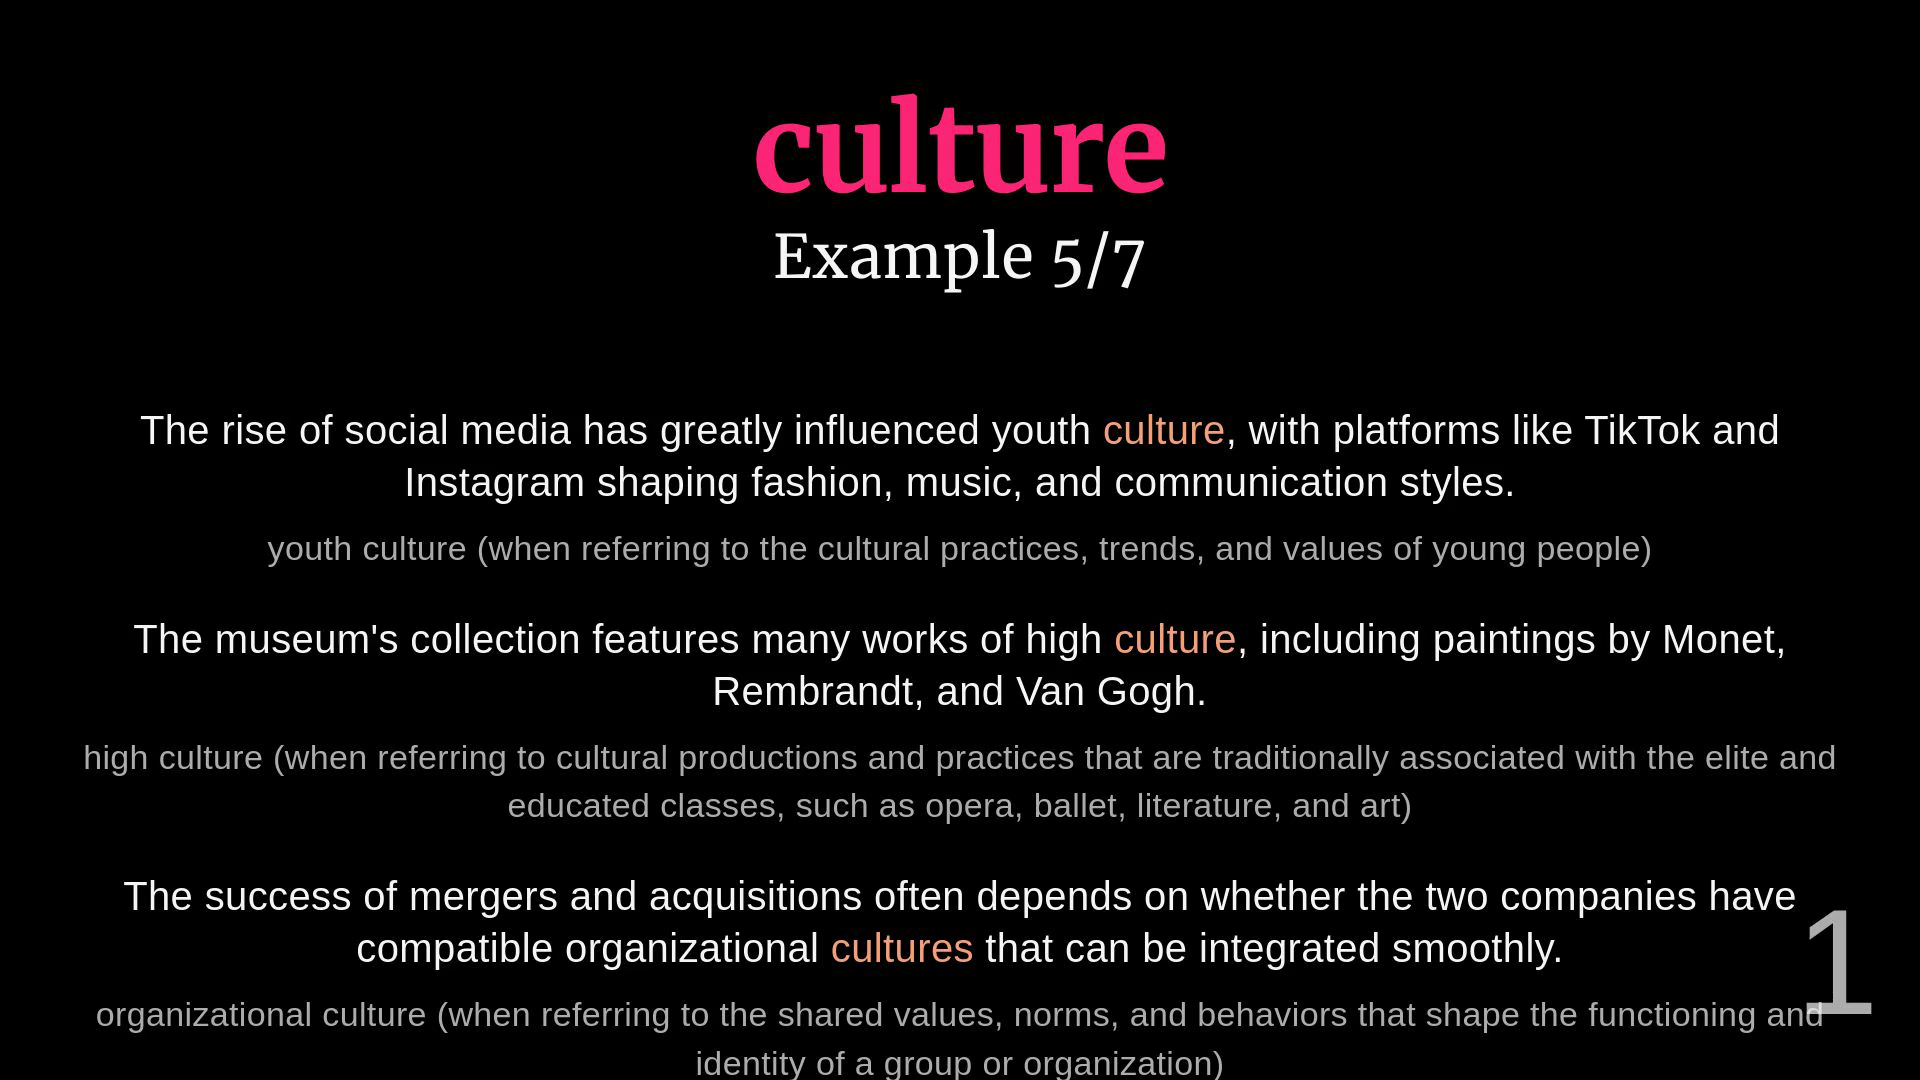 culture
Example 5/7
The rise of social media has greatly influenced youth culture, with platforms like TikTok and
Instagram shaping fashion, music, and communication styles.
youth culture (when referring to the cultural practices, trends, and values of young people)
The museum's collection features many works of high culture, including paintings by Monet,
Rembrandt, and Van Gogh.
high culture (when referring to cultural productions and practices that are traditionally associated with the elite and
educated classes, such as opera, ballet, literature, and art)
The success of mergers and acquisitions often depends on whether the two companies have
compatible organizational cultures that can be integrated smoothly.
organizational culture (when referring to the shared values, norms, and behaviors that shape the functioning and
identity of a group or organization)
1